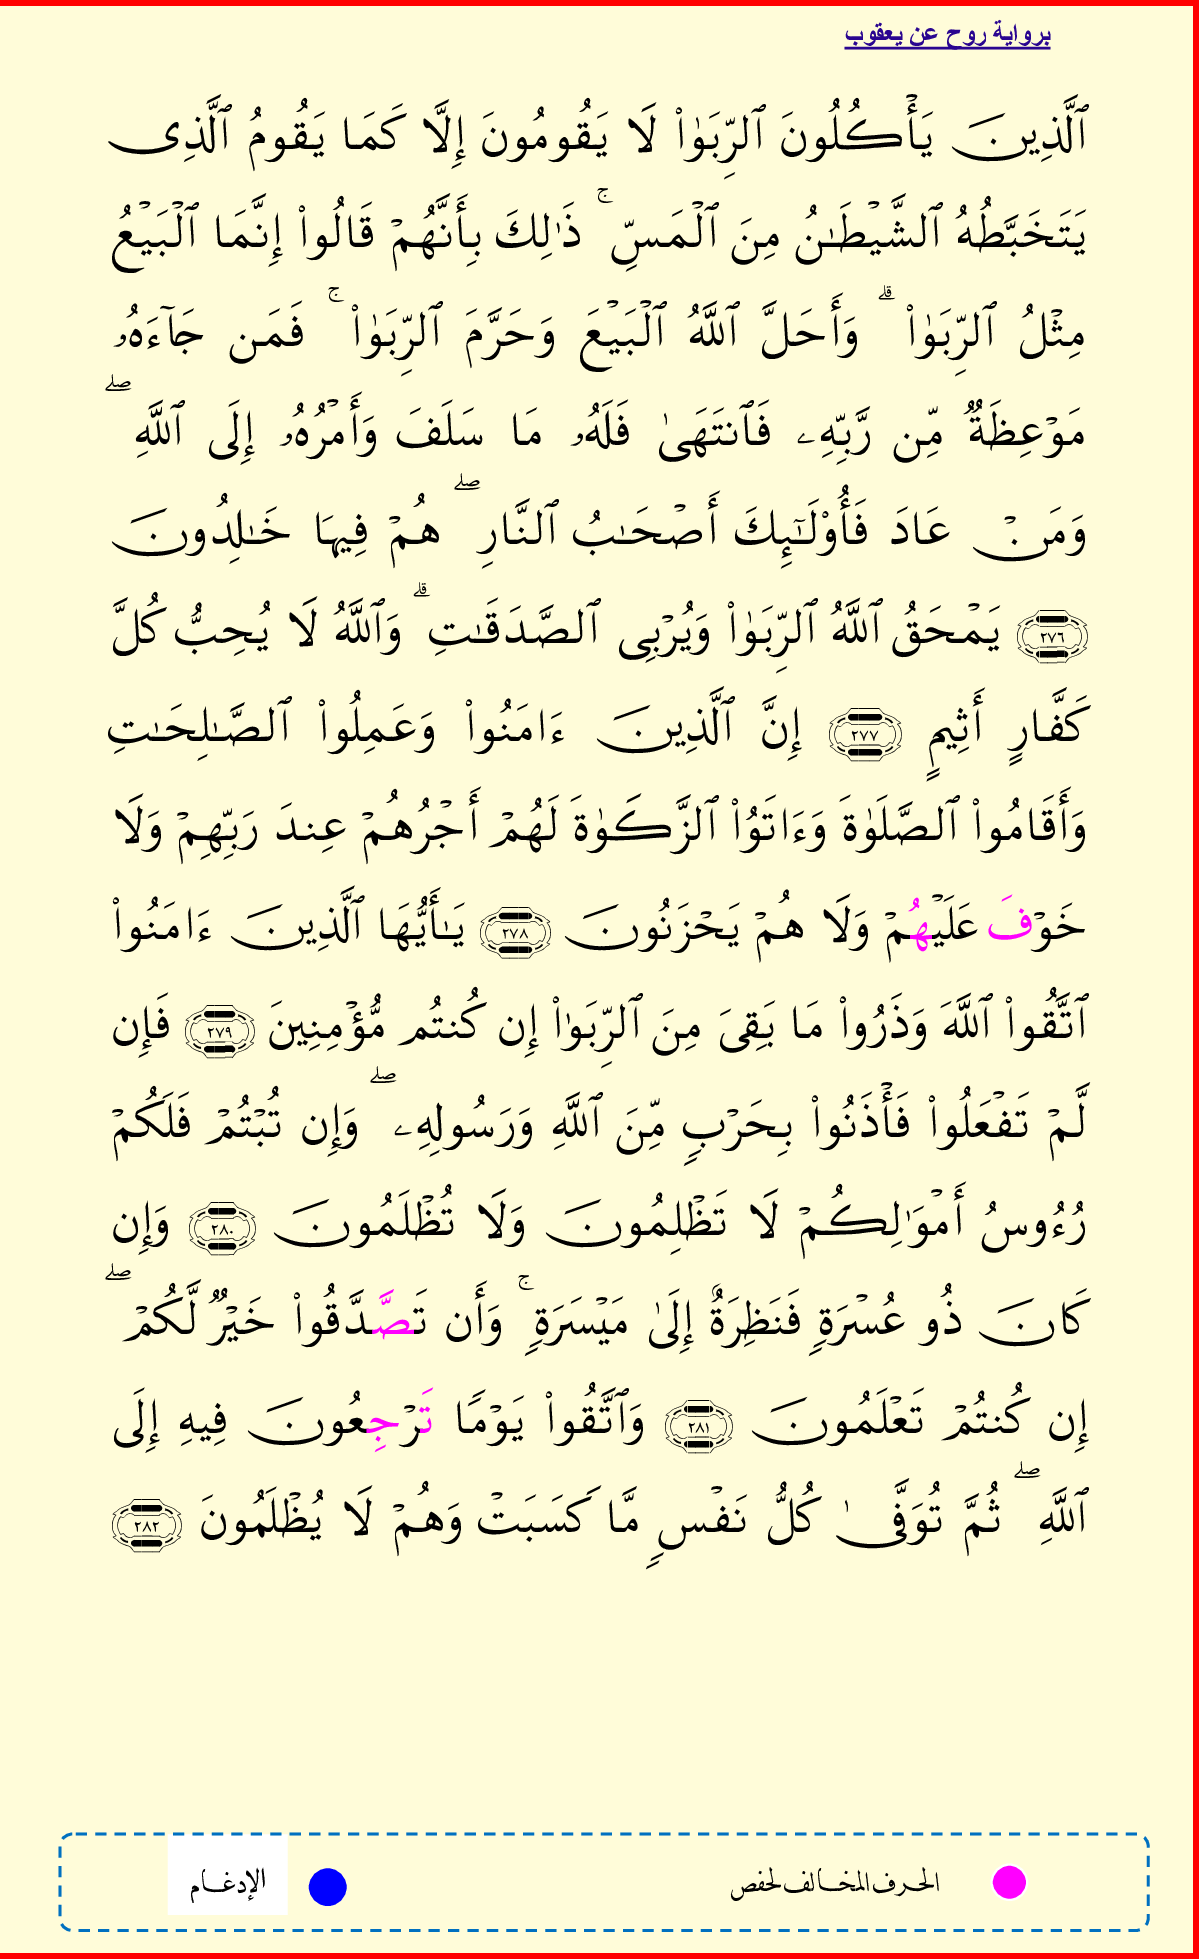 برواية روح عن يعقوب
ٱلَّذِينَ يَأۡكُلُونَ ٱلرِّبَوٰاْ لَا يَقُومُونَ إِلَّا كَمَا يَقُومُ ٱلَّذِى
يَتَخَبَّطُهُ ٱلشَّيۡطَٰنُ مِنَ ٱلۡمَسِّۚ ذَٰلِكَ بِأَنَّهُمۡ قَالُواْ إِنَّمَا ٱلۡبَيۡعُ
مِثۡلُ ٱلرِّبَوٰاْۗ وَأَحَلَّ ٱللَّهُ ٱلۡبَيۡعَ وَحَرَّمَ ٱلرِّبَوٰاْۚ فَمَن جَآءَهُۥ
مَوۡعِظَةٌ مِّن رَّبِّهِۦ فَٱنتَهَىٰ فَلَهُۥ مَا سَلَفَ وَأَمۡرُهُۥ إِلَى ٱللَّهِۖ
وَمَنۡ عَادَ فَأُوْلَٰٓئِكَ أَصۡحَٰبُ ٱلنَّارِۖ هُمۡ فِيهَا خَٰلِدُونَ
٢٧٦ يَمۡحَقُ ٱللَّهُ ٱلرِّبَوٰاْ وَيُرۡبِى ٱلصَّدَقَٰتِۗ وَٱللَّهُ لَا يُحِبُّ كُلَّ
كَفَّارٍ أَثِيمٍ ٢٧٧ إِنَّ ٱلَّذِينَ ءَامَنُواْ وَعَمِلُواْ ٱلصَّٰلِحَٰتِ
وَأَقَامُواْ ٱلصَّلَوٰةَ وَءَاتَوُاْ ٱلزَّكَوٰةَ لَهُمۡ أَجۡرُهُمۡ عِندَ رَبِّهِمۡ وَلَا
خَوۡفَ عَلَيۡهُمۡ وَلَا هُمۡ يَحۡزَنُونَ ٢٧٨ يَٰٓأَيُّهَا ٱلَّذِينَ ءَامَنُواْ
ٱتَّقُواْ ٱللَّهَ وَذَرُواْ مَا بَقِىَ مِنَ ٱلرِّبَوٰاْ إِن كُنتُم مُّؤۡمِنِينَ ٢٧٩ فَإِن
لَّمۡ تَفۡعَلُواْ فَأۡذَنُواْ بِحَرۡبٍ مِّنَ ٱللَّهِ وَرَسُولِهِۦۖ وَإِن تُبۡتُمۡ فَلَكُمۡ
رُءُوسُ أَمۡوَٰلِكُمۡ لَا تَظۡلِمُونَ وَلَا تُظۡلَمُونَ ٢٨٠ وَإِن
كَانَ ذُو عُسۡرَةٍ فَنَظِرَةٌ إِلَىٰ مَيۡسَرَةٍۚ وَأَن تَصَّدَّقُواْ خَيۡرٌ لَّكُمۡۖ
إِن كُنتُمۡ تَعۡلَمُونَ ٢٨١ وَٱتَّقُواْ يَوۡمًا تَرۡجِعُونَ فِيهِ إِلَى
ٱللَّهِۖ ثُمَّ تُوَفَّىٰ كُلُّ نَفۡسٍ مَّا كَسَبَتۡ وَهُمۡ لَا يُظۡلَمُونَ ٢٨٢
الحرف المخالف لحفص الإدغام